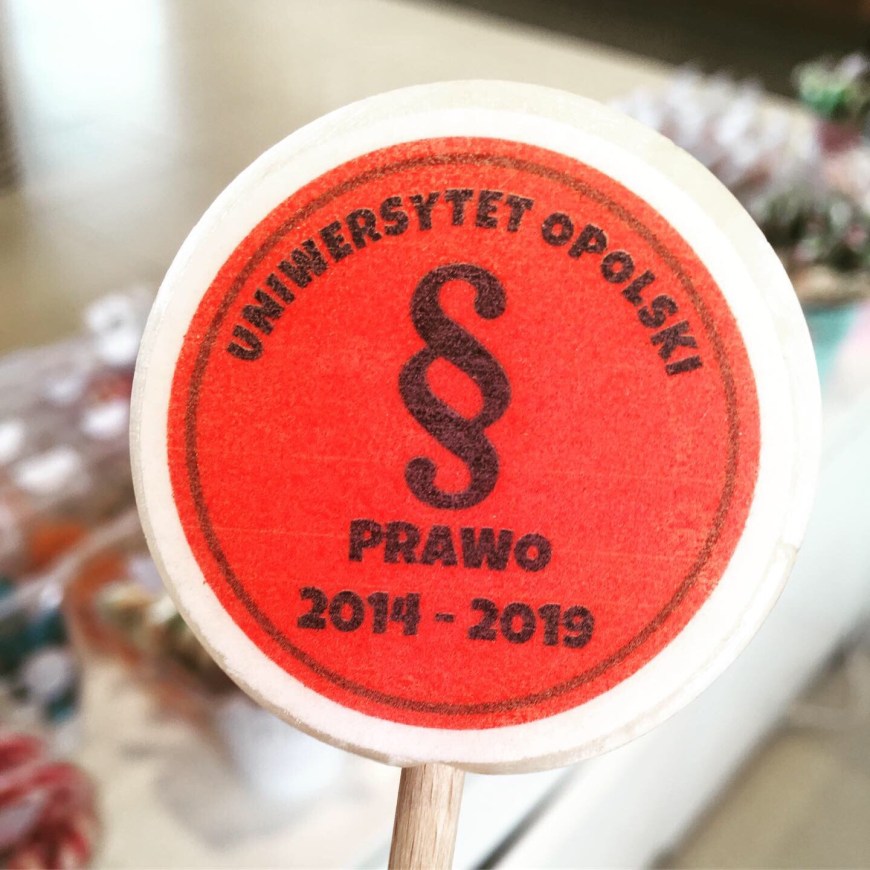 UNIWERSYTET OPOLSKI
§
PRAWO
2014 - 2019